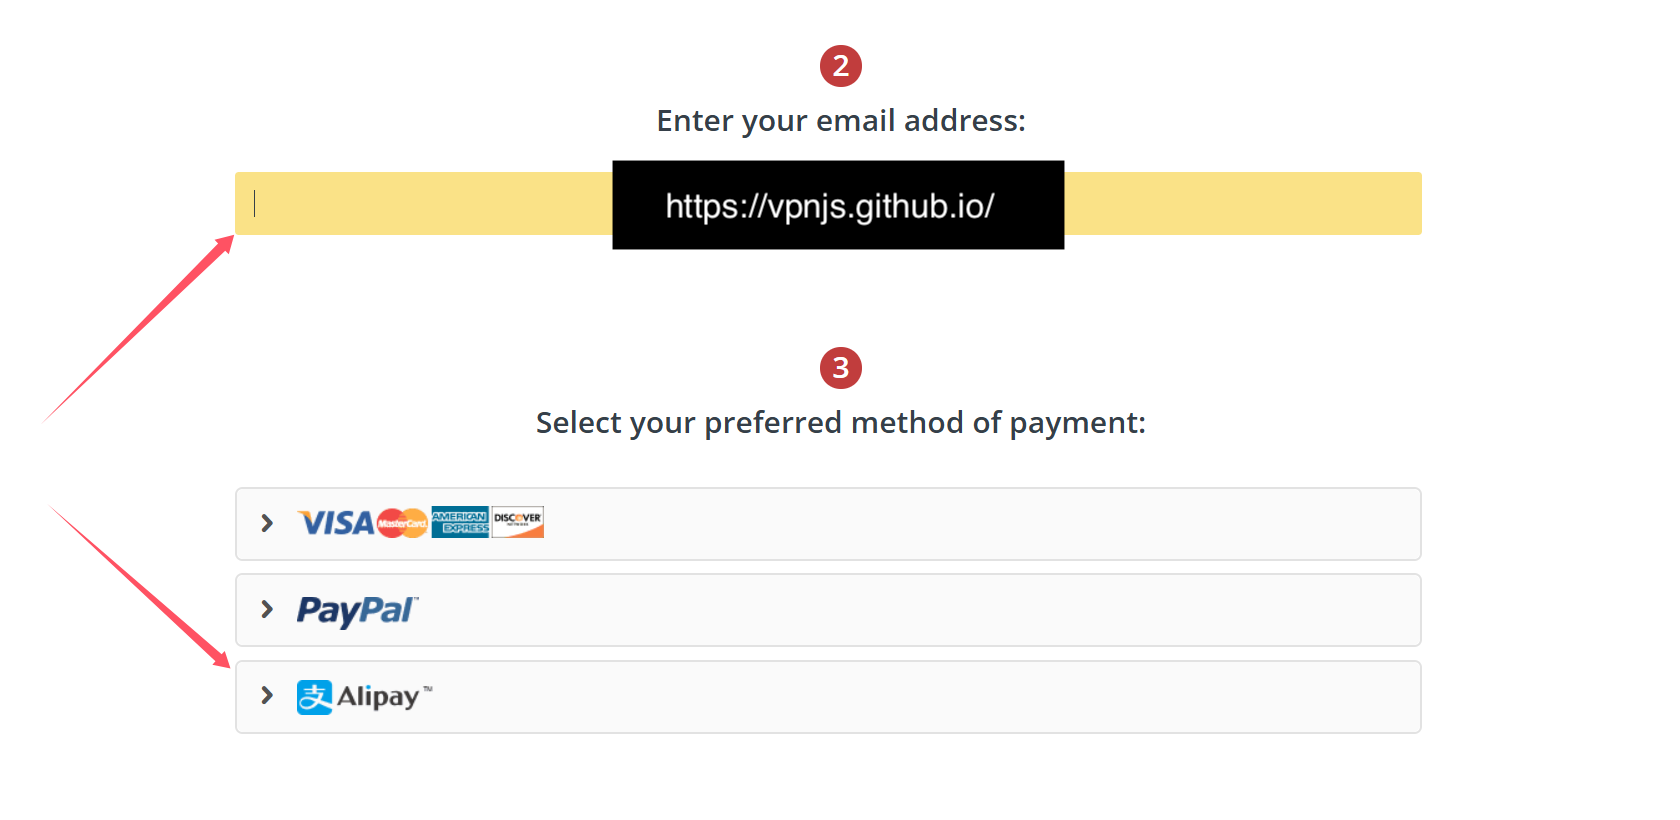 2
Enter your email address:
https://vpnjs.github.io/
3
Select your preferred method of payment:
VISA MasterCard AMERICAN EXPRESS DISCOVER
PayPal™
支 Alipay™